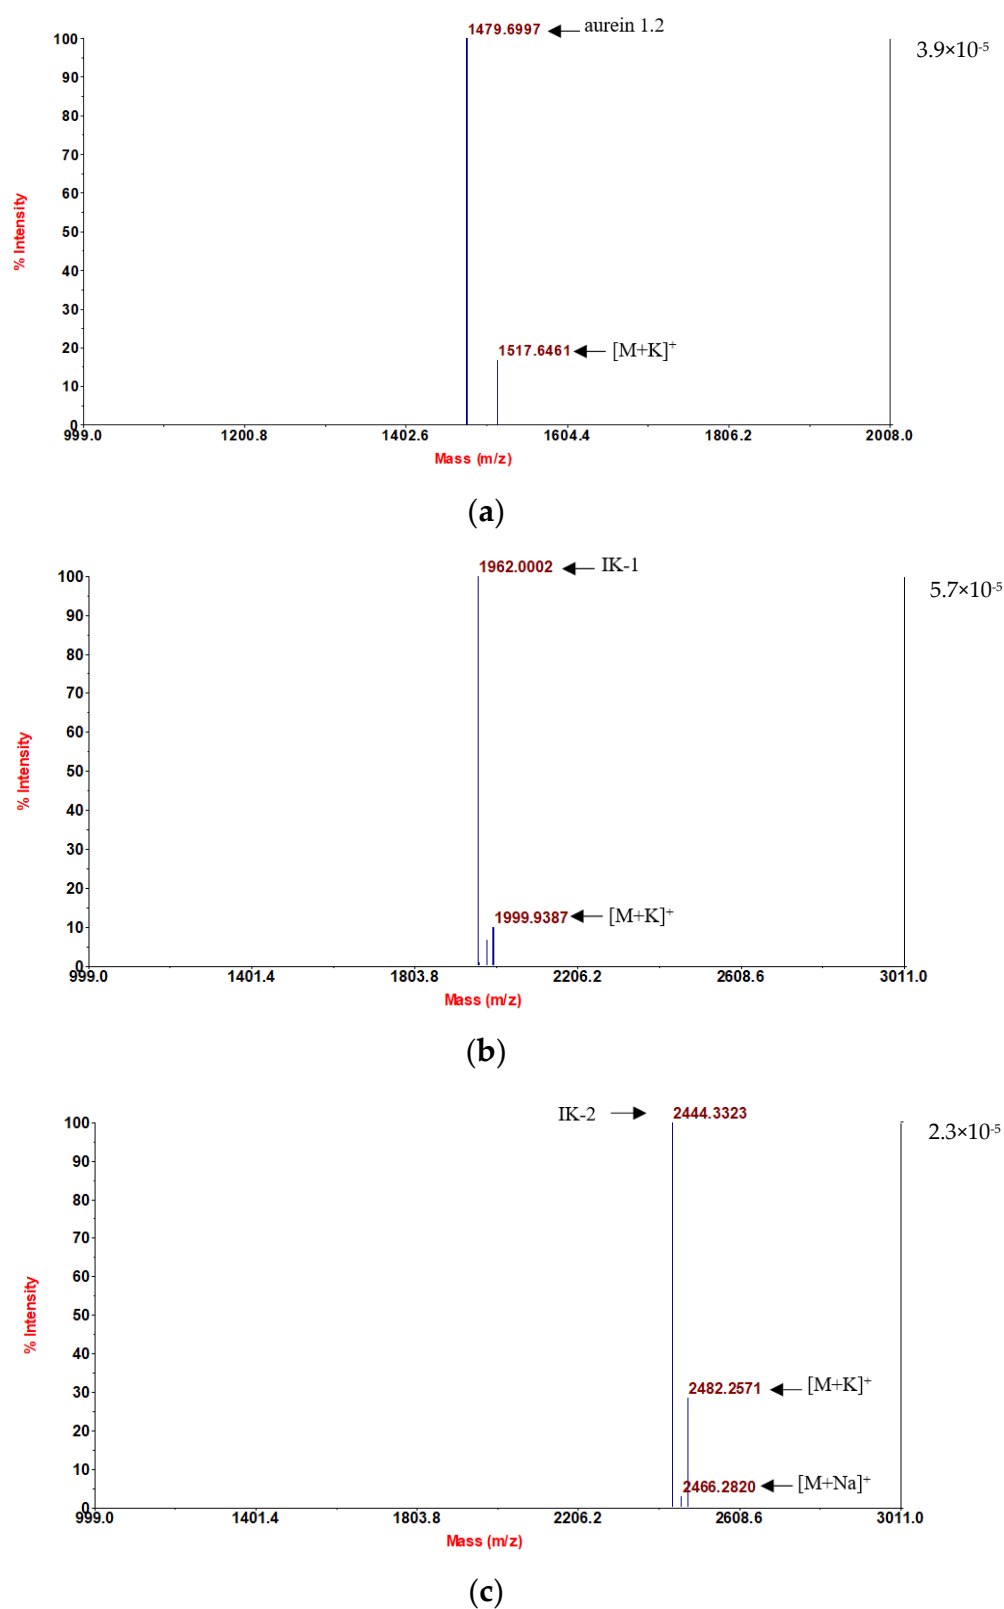 1479.6997 aurein 1.2
3.9×10⁻⁵
100
90
80
70
60
50
40
30
20
10
0
% Intensity
1517.6461 [M+K]⁺
999.0 1200.8 1402.6 1604.4 1806.2 2008.0
Mass (m/z)
(a)
1962.0002 IK-1
5.7×10⁻⁵
100
90
80
70
60
50
40
30
20
10
0
% Intensity
1999.9387 [M+K]⁺
999.0 1401.4 1803.8 2206.2 2608.6 3011.0
Mass (m/z)
(b)
IK-2 2444.3323
2.3×10⁻⁵
100
90
80
70
60
50
40
30
20
10
0
% Intensity
2482.2571 [M+K]⁺
2466.2820 [M+Na]⁺
999.0 1401.4 1803.8 2206.2 2608.6 3011.0
Mass (m/z)
(c)